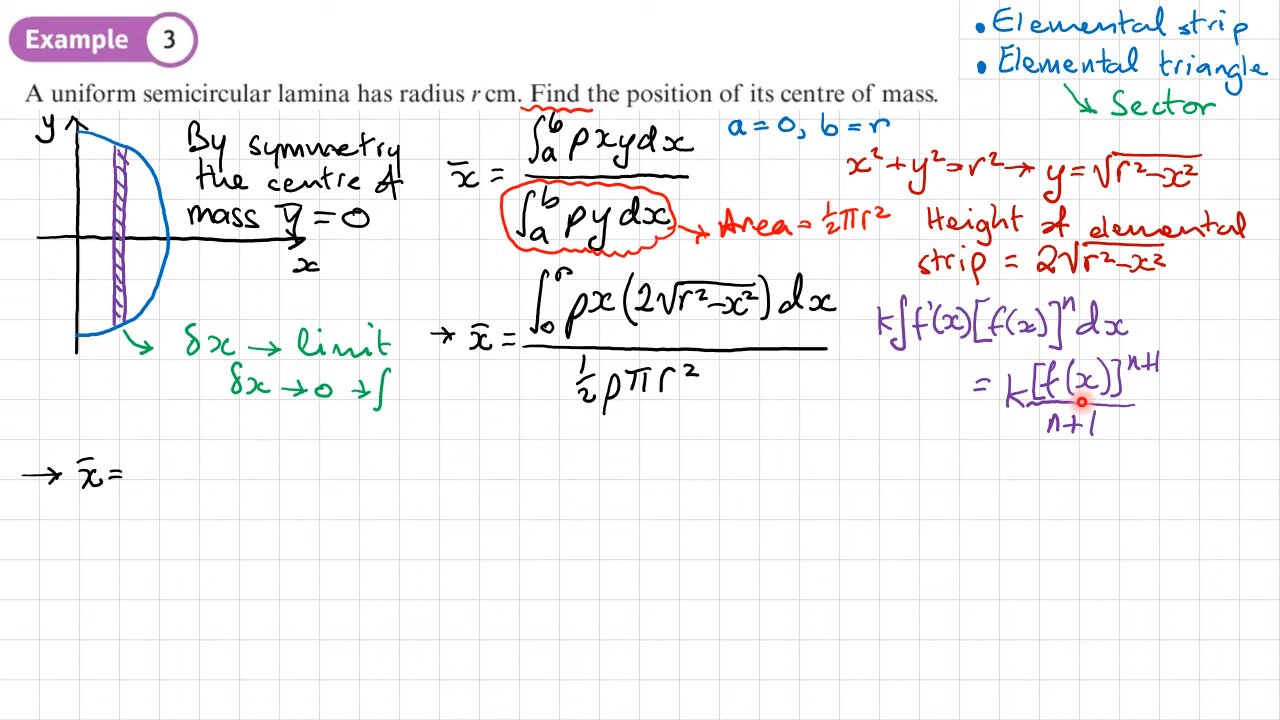 Example 3
• Elemental strip
• Elemental triangle
→ Sector
A uniform semicircular lamina has radius r cm. Find the position of its centre of mass.
y
x
By symmetry
the centre of
mass ȳ = 0
δx → limit
δx → 0 → ∫
x̄ = ∫ₐᵇ ρxy dx / ∫ₐᵇ ρy dx
→ Area = ½πr²
a = 0, b = r
x² + y² = r² → y = √(r² − x²)
Height of elemental
strip = 2√(r² − x²)
→ x̄ = ∫₀ʳ ρx(2√(r² − x²)) dx / ½ρπr²
k∫f'(x)[f(x)]ⁿ dx
= k[f(x)]ⁿ⁺¹ / n+1
→ x̄ =